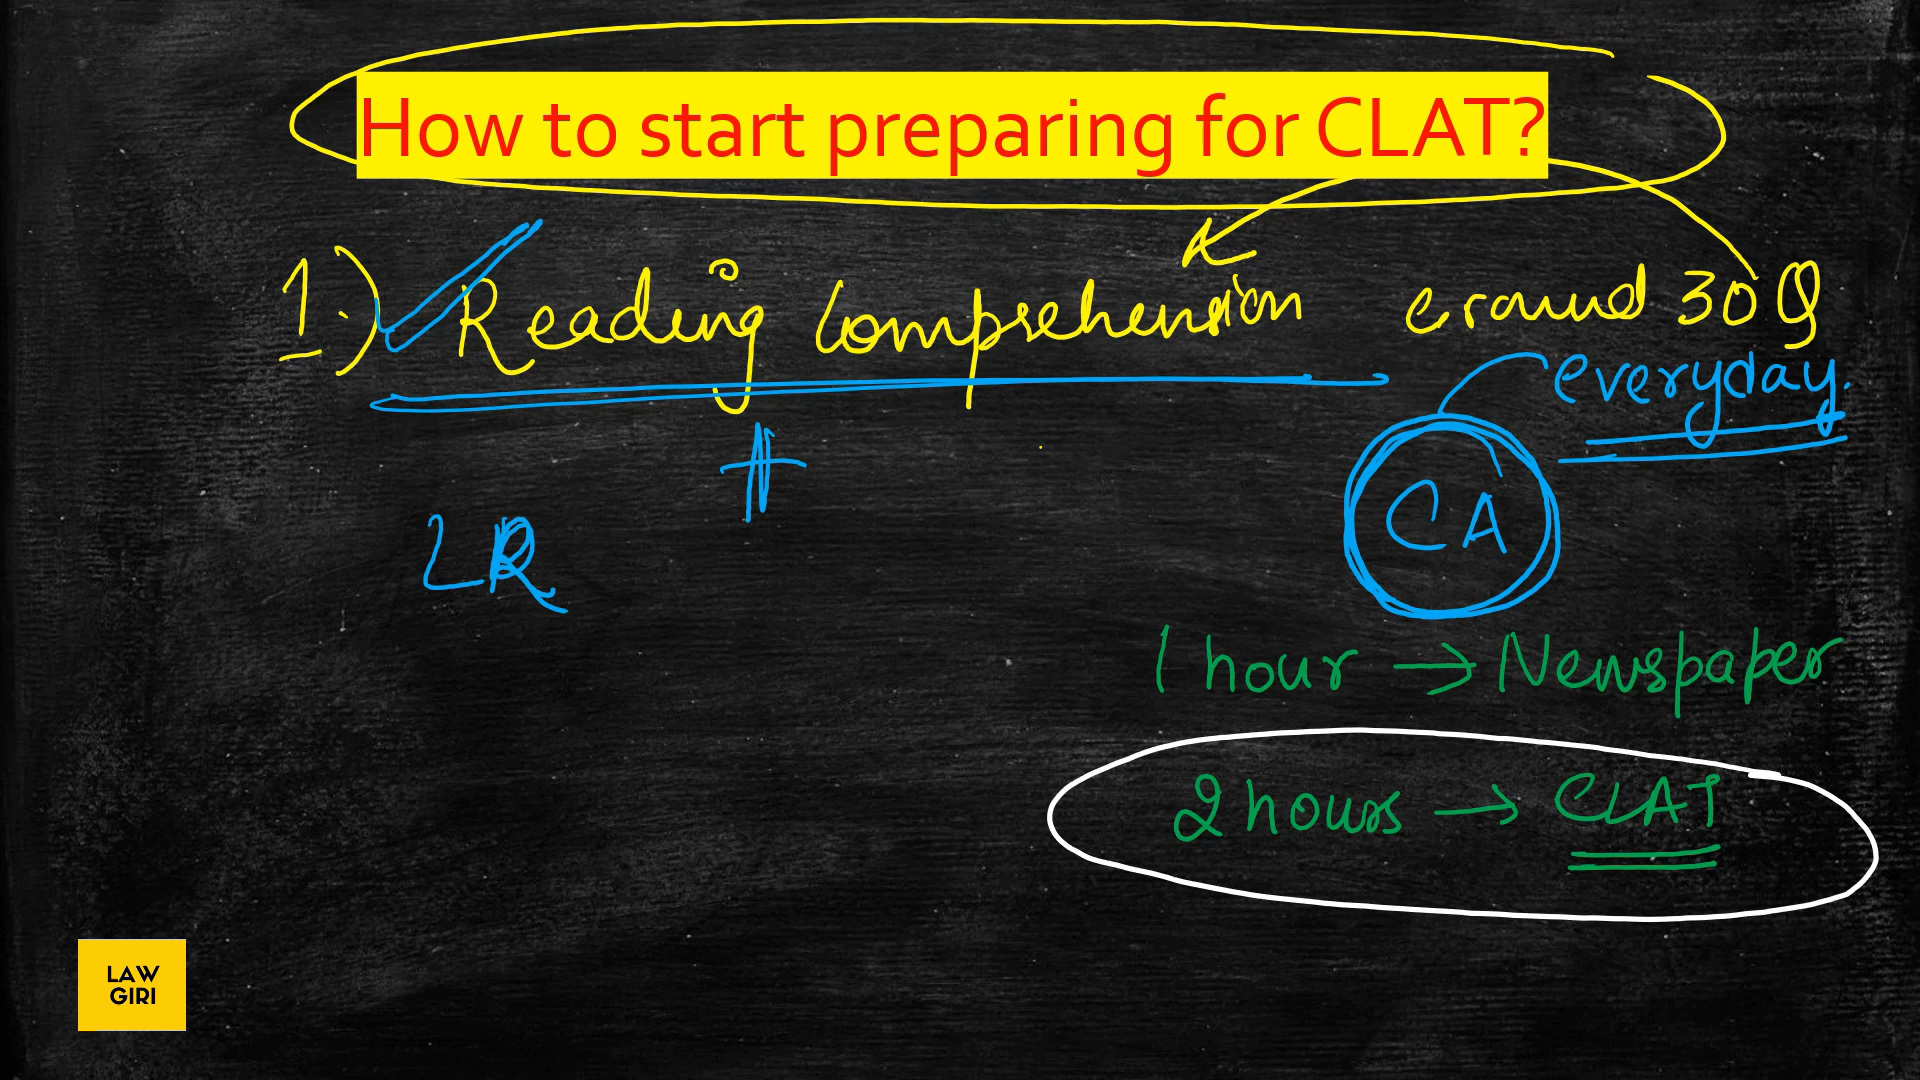 How to start preparing for CLAT?
1.) Reading Comprehension around 30 Q
everyday.
CA
LR
1 hour → Newspaper
2 hours → CLAT
LAW
GIRI